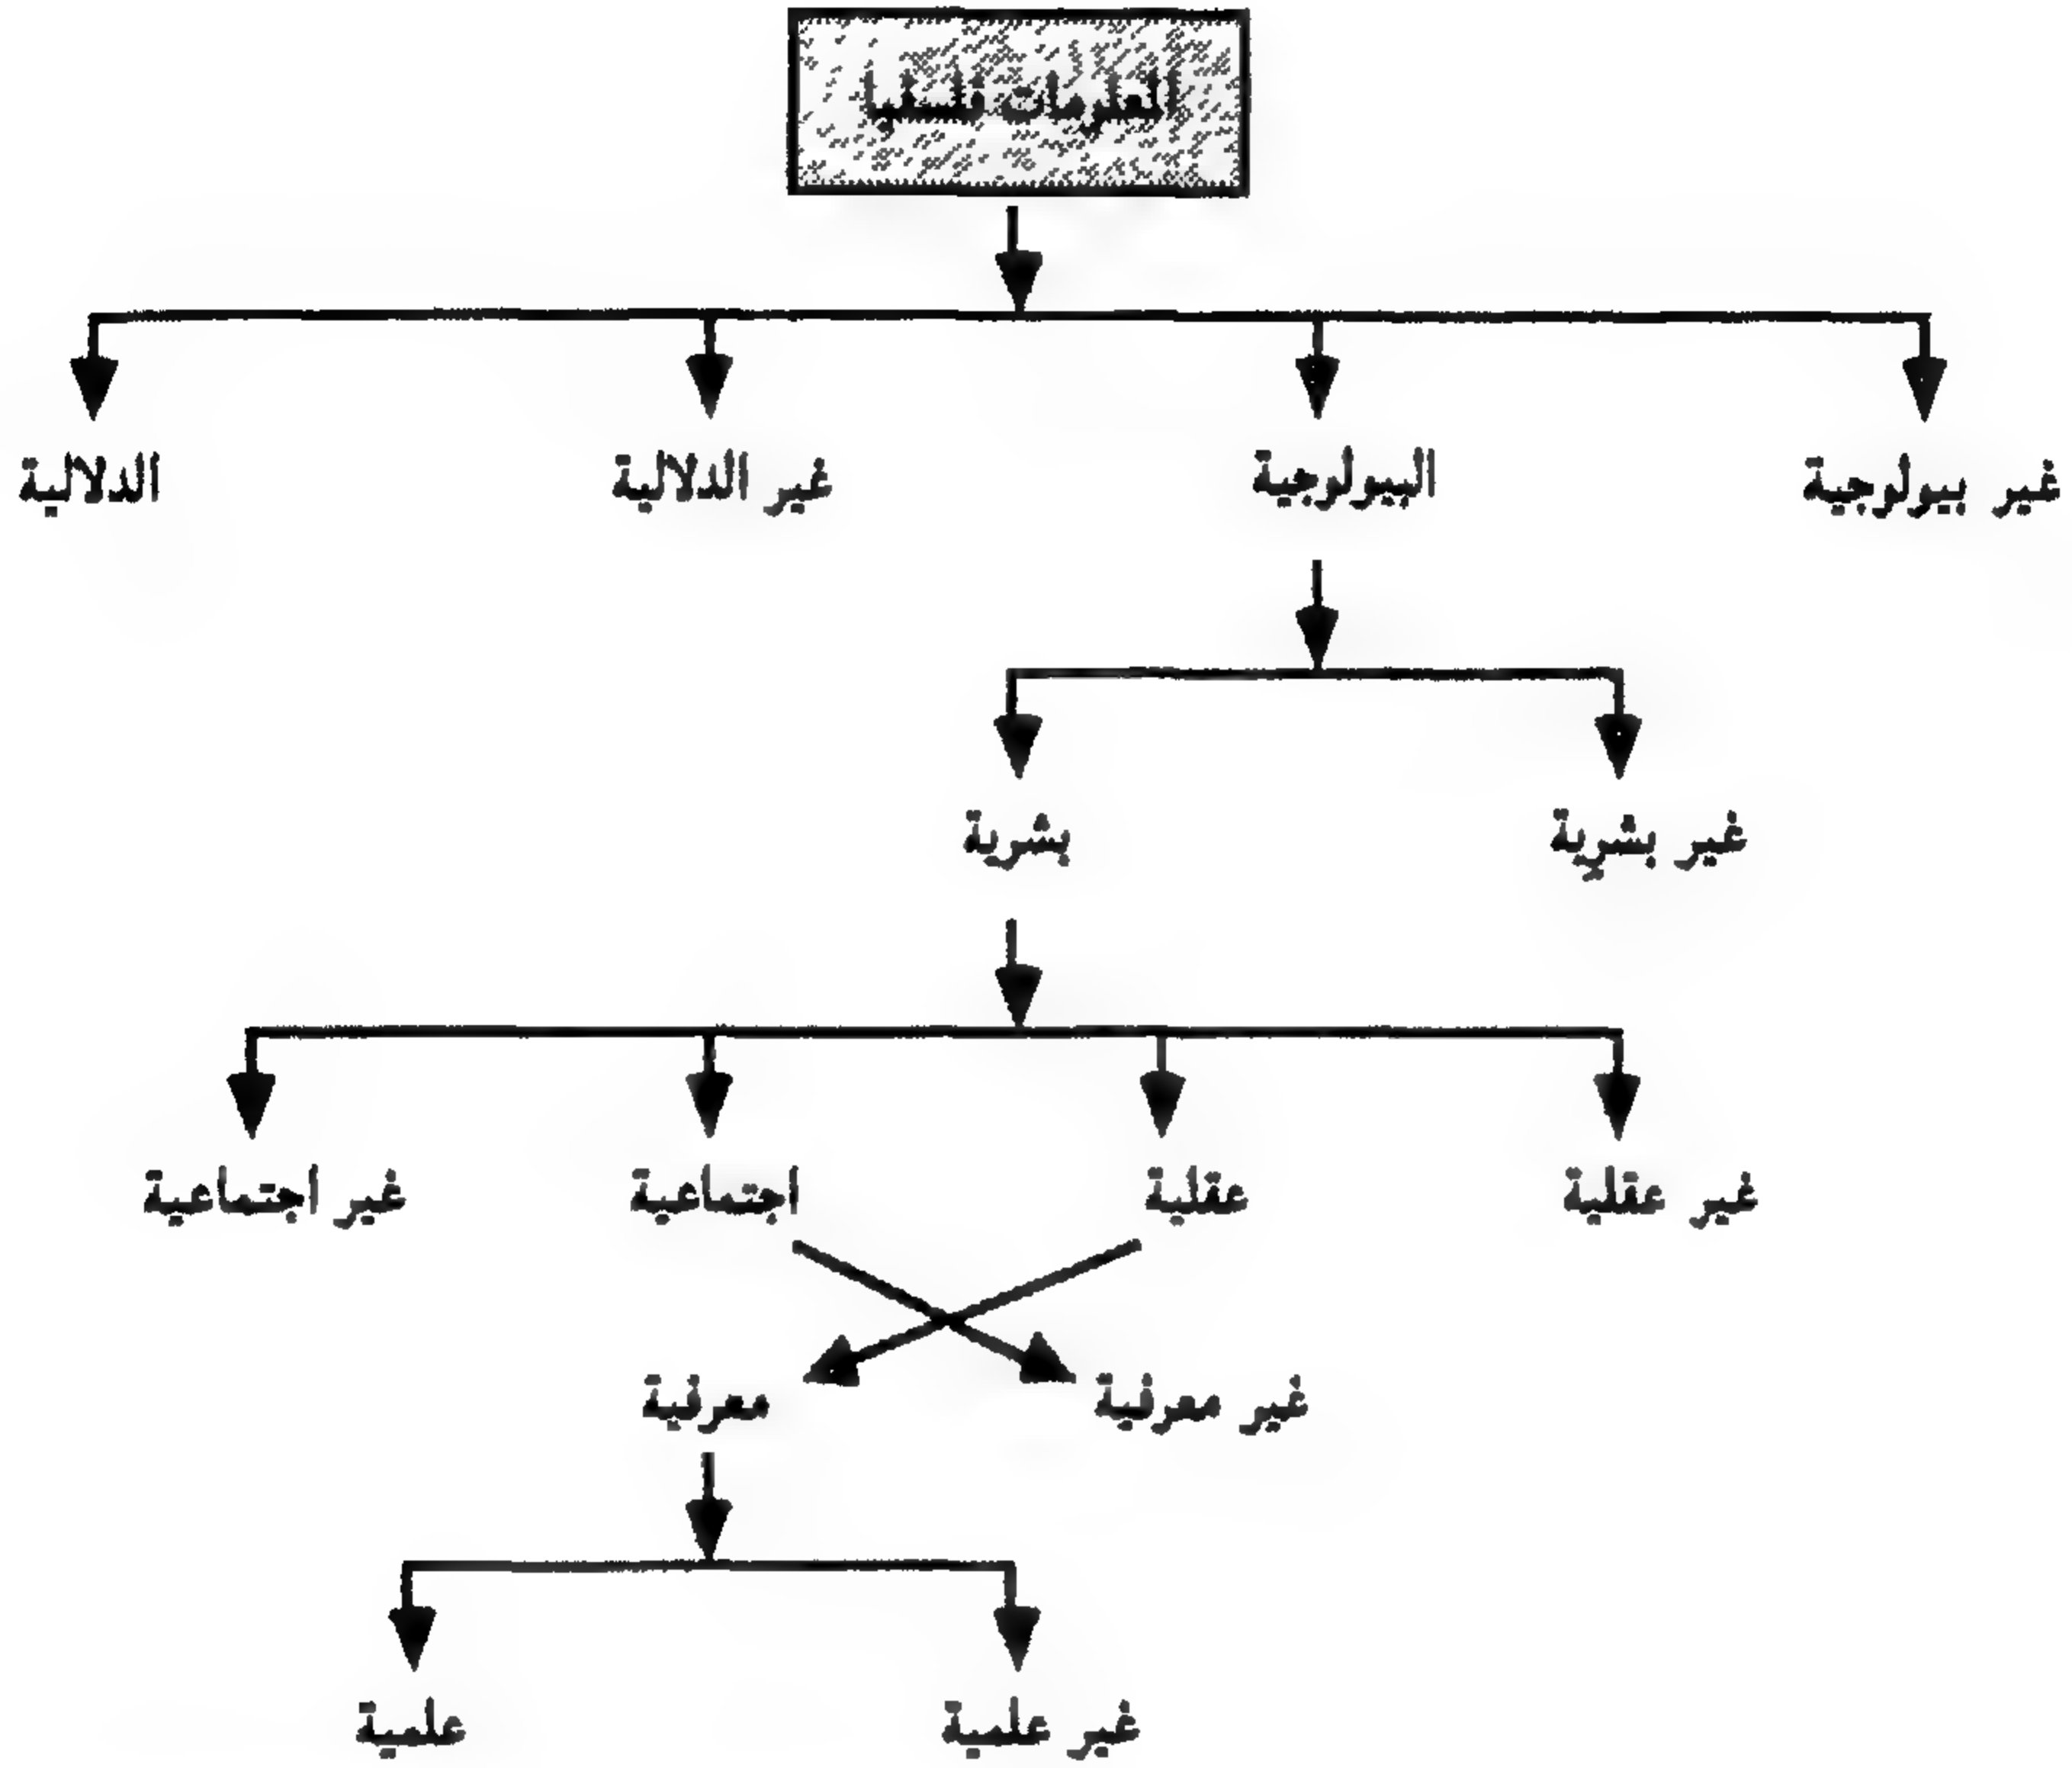 المعلومات فلسفيا
غير بيولوجية
البيولوجية
غير الدلالية
الدلالية
غير بشرية
بشرية
غير عقلية
عقلية
اجتماعية
غير اجتماعية
غير معرفية
معرفية
غير علمية
علمية